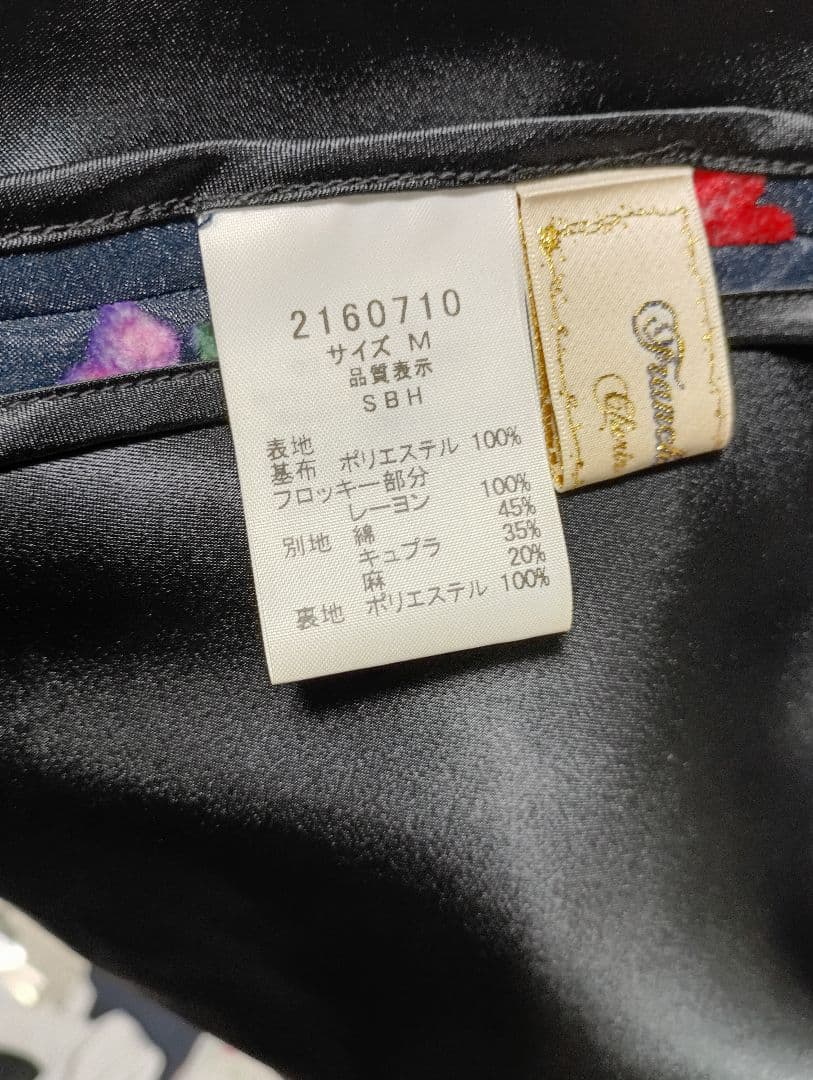 2160710
サイズ M
品質表示
SBH
表地
基布 ポリエステル 100%
フロッキー部分
レーヨン 100%
別地 綿 45%
キュプラ 35%
麻 20%
裏地 ポリエステル 100%